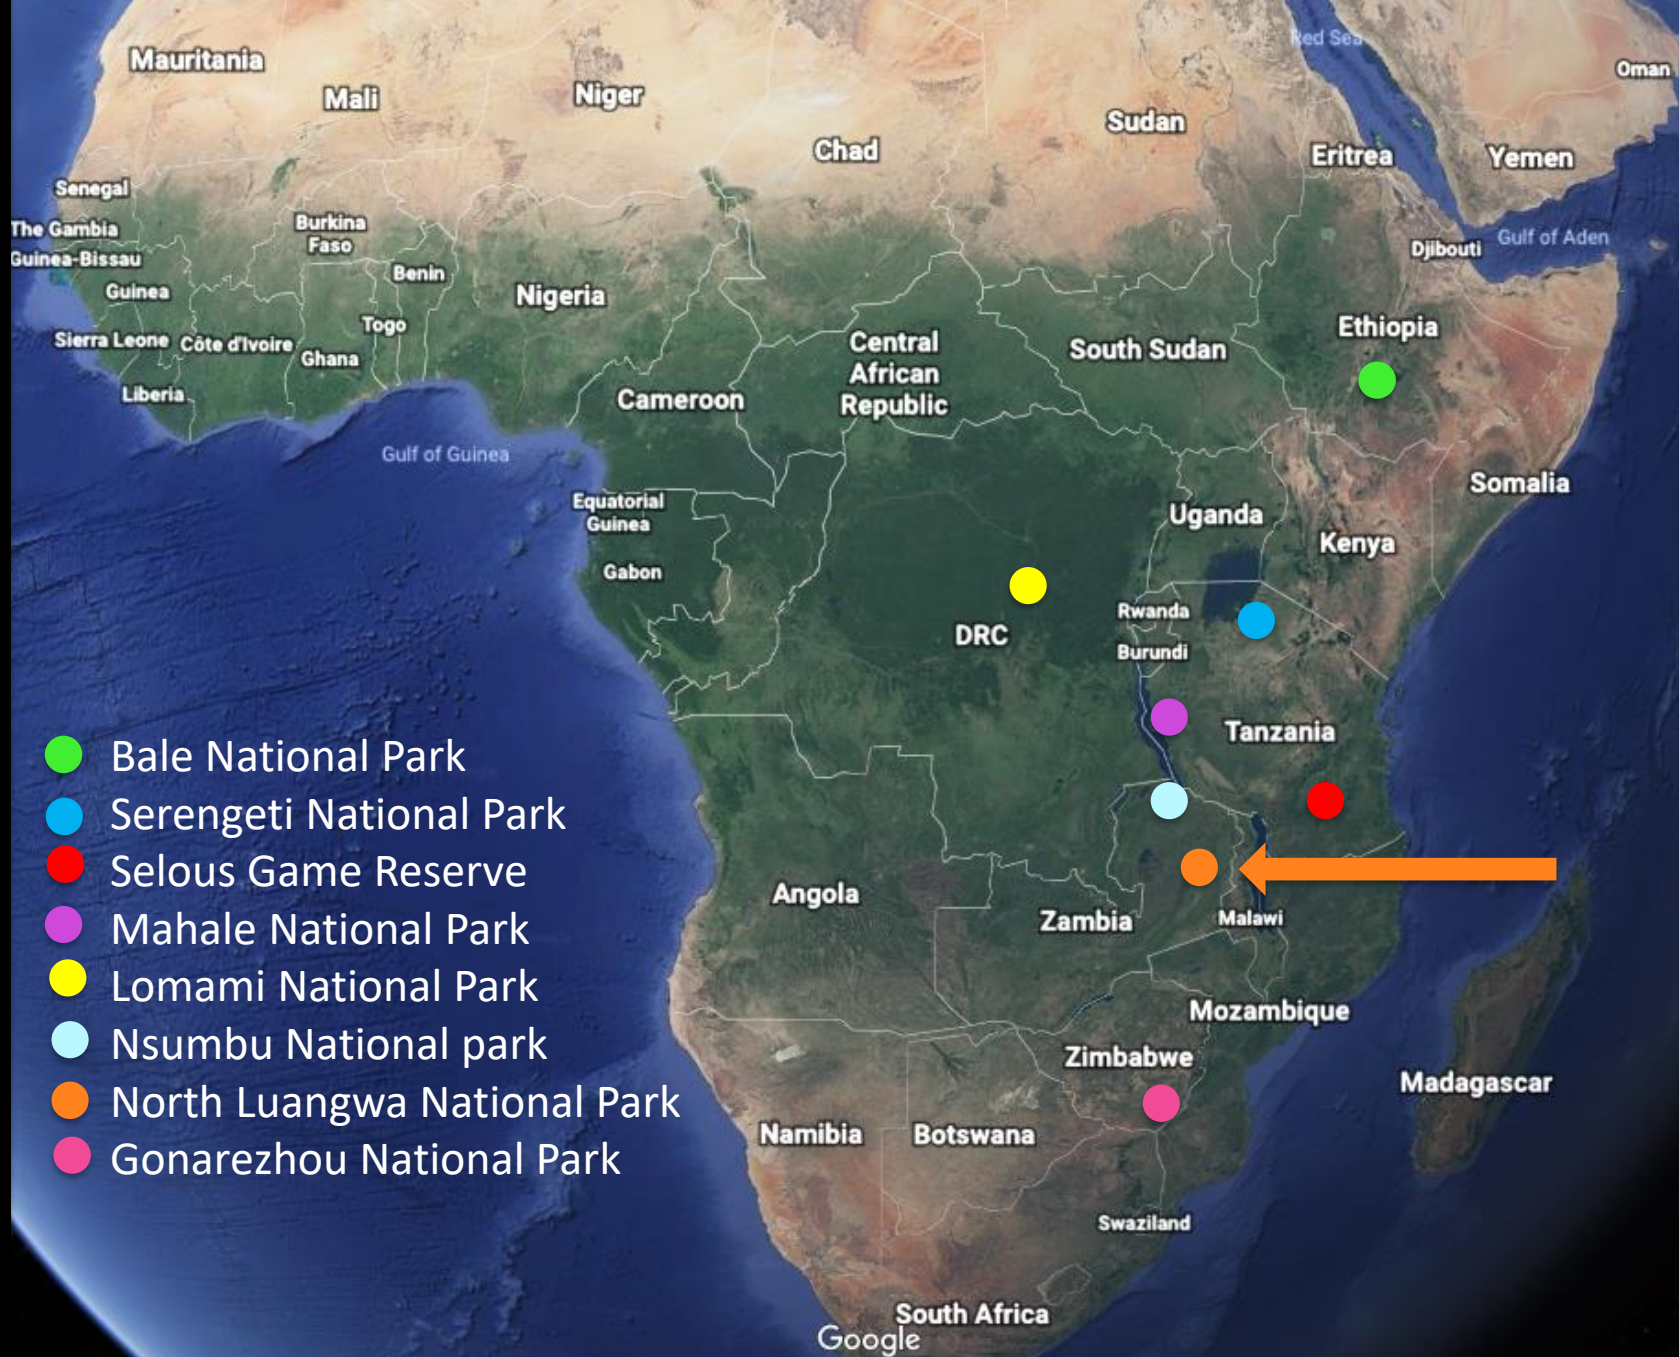 Red Sea
Mauritania
Oman
Mali
Niger
Sudan
Chad
Eritrea
Yemen
Senegal
The Gambia
Burkina
Faso
Gulf of Aden
Djibouti
Guinea-Bissau
Benin
Guinea
Nigeria
Togo
Ethiopia
Sierra Leone
Côte d'Ivoire
Ghana
Central
African
Republic
South Sudan
Liberia
Cameroon
Gulf of Guinea
Somalia
Equatorial
Guinea
Uganda
Kenya
Gabon
Rwanda
DRC
Burundi
Tanzania
Bale National Park
Serengeti National Park
Selous Game Reserve
Mahale National Park
Lomami National Park
Nsumbu National park
North Luangwa National Park
Gonarezhou National Park
Angola
Zambia
Malawi
Mozambique
Zimbabwe
Madagascar
Namibia
Botswana
Swaziland
South Africa
Google